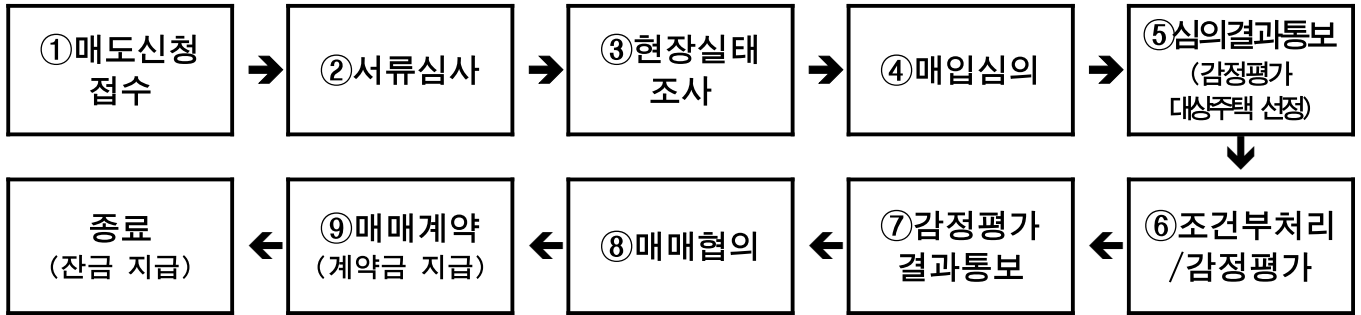 ①매도신청
접수
②서류심사
③현장실태
조사
④매입심의
⑤심의결과통보
(감정평가
대상주택 선정)
⑥조건부처리
/감정평가
⑦감정평가
결과통보
⑧매매협의
⑨매매계약
(계약금 지급)
종료
(잔금 지급)